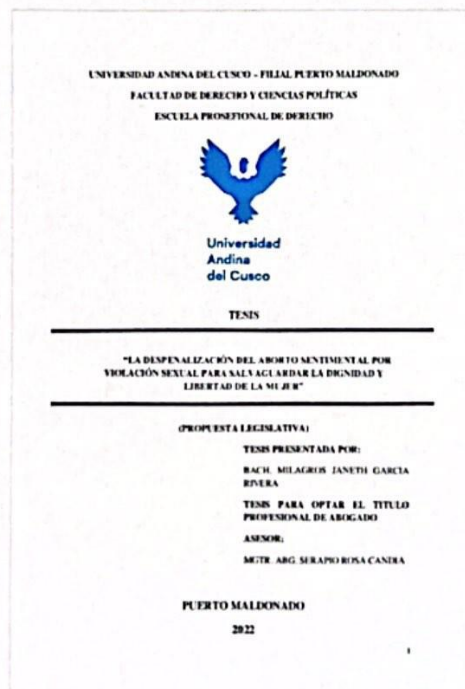 UNIVERSIDAD ANDINA DEL CUSCO – FILIAL PUERTO MALDONADO
FACULTAD DE DERECHO Y CIENCIAS POLÍTICAS
ESCUELA PROSEFIONAL DE DERECHO
Universidad
Andina
del Cusco
TESIS
“LA DESPENALIZACIÓN DEL ABORTO SENTIMENTAL POR
VIOLACIÓN SEXUAL PARA SALVAGUARDAR LA DIGNIDAD Y
LIBERTAD DE LA MUJER”
(PROPUESTA LEGISLATIVA)
TESIS PRESENTADA POR:
BACH. MILAGROS JANETH GARCIA
RIVERA
TESIS PARA OPTAR EL TITULO
PROFESIONAL DE ABOGADO
ASESOR:
MGTR. ABG. SERAPIO ROSA CANDIA
PUERTO MALDONADO
2022
1